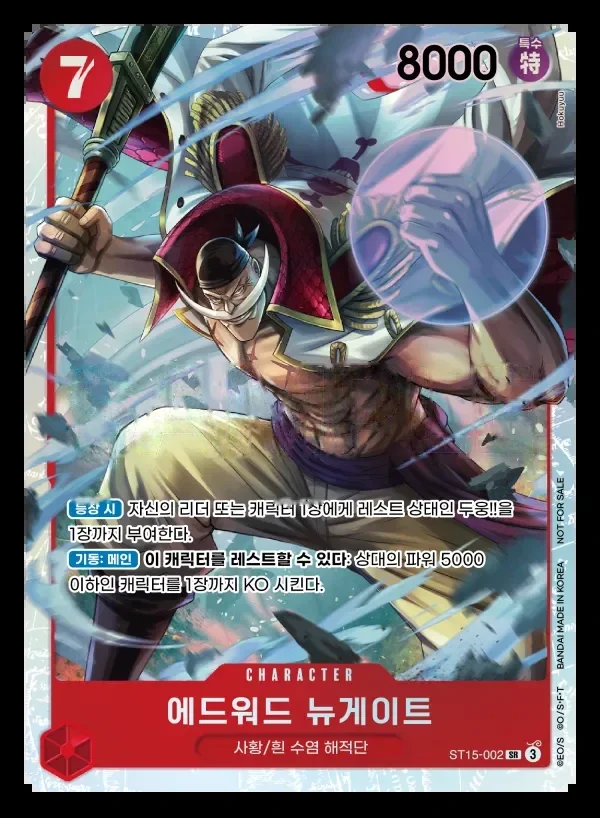 7
8000
특수
特
Hokuyuu
등장 시 자신의 리더 또는 캐릭터 1장에게 레스트 상태인 두웅!!을
1장까지 부여한다.
기동: 메인 이 캐릭터를 레스트할 수 있다: 상대의 파워 5000
이하인 캐릭터를 1장까지 KO 시킨다.
CHARACTER
에드워드 뉴게이트
사황/흰 수염 해적단
ST15-002 SR 3
©EO/S ©O/S·F·T BANDAI MADE IN KOREA NOT FOR SALE